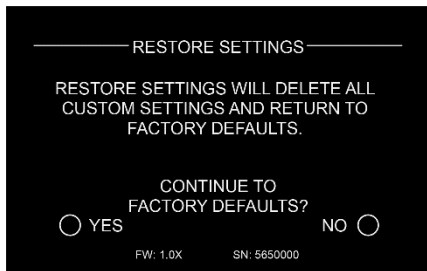 RESTORE SETTINGS
RESTORE SETTINGS WILL DELETE ALL
CUSTOM SETTINGS AND RETURN TO
FACTORY DEFAULTS.
CONTINUE TO
FACTORY DEFAULTS?
YES NO
FW: 1.0X SN: 5650000